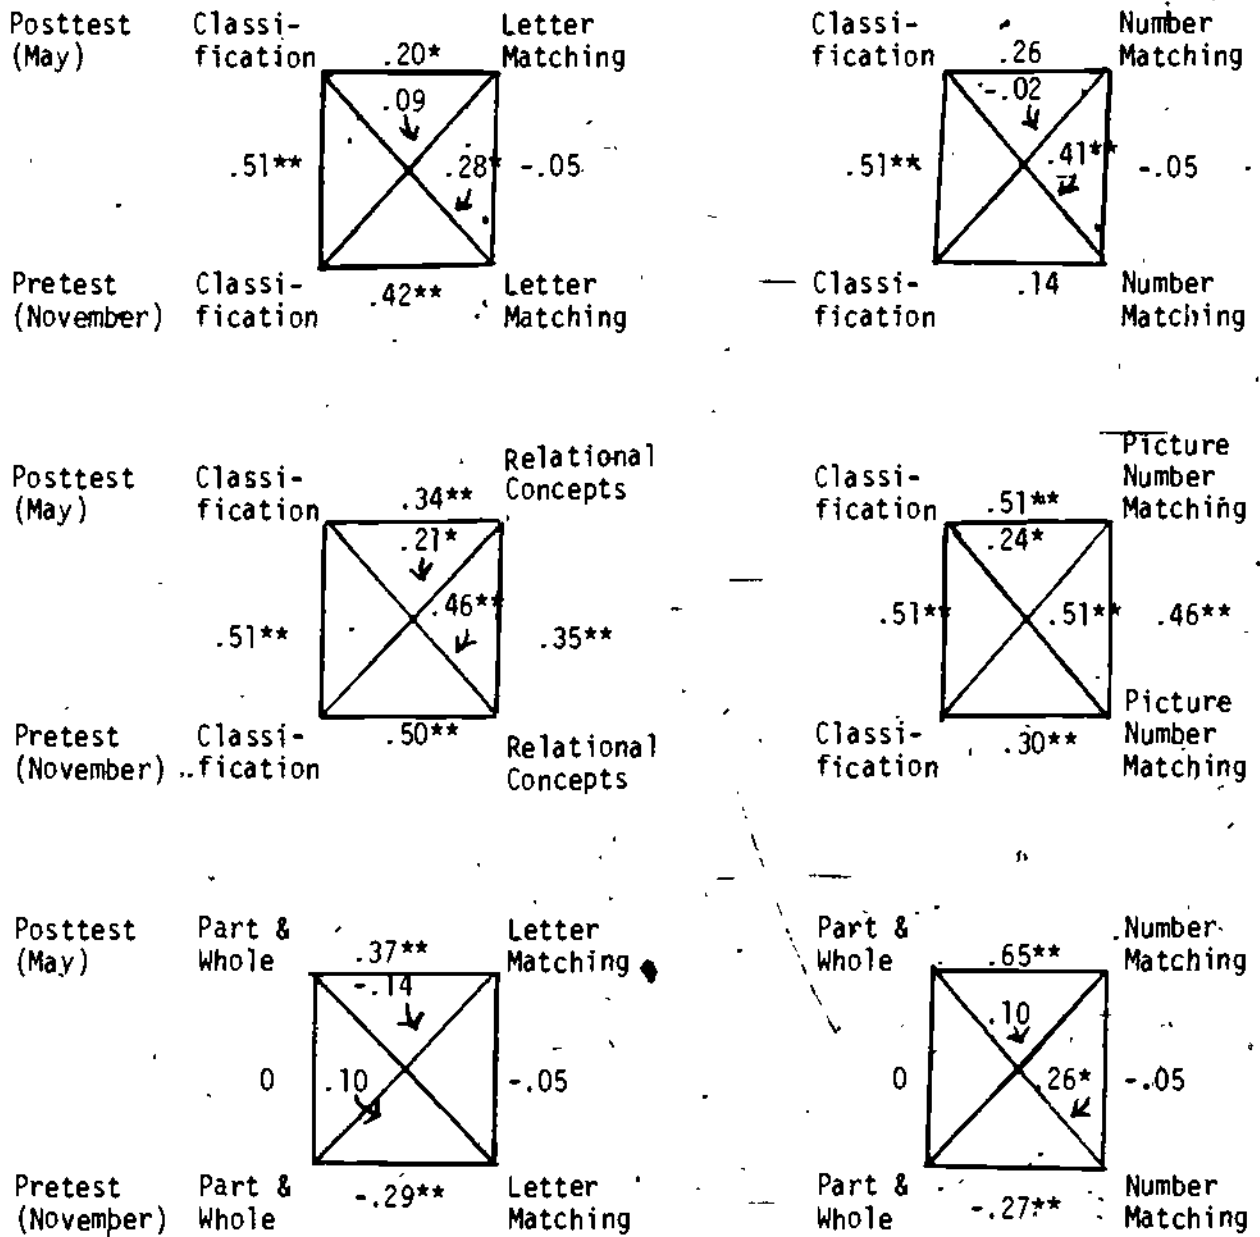 Posttest Classi- Letter Classi- Number
(May) fication .20* Matching fication .26 Matching
.09 -.02
.51** .28* -.05 .51** .41** -.05
Pretest Classi- .42** Letter Classi- .14 Number
(November) fication Matching fication Matching
Relational Picture
Posttest Classi- .34** Concepts Classi- .51** Number
(May) fication fication Matching
.21* .24*
.46** .51** .51** .46**
.51** .35**
Picture
Pretest Classi- .50** Relational Classi- .30** Number
(November) fication Concepts fication Matching
Posttest Part & .37** Letter Part & .65** Number
(May) Whole Matching Whole Matching
-.14 .10
0 .10 -.05 0 .26* -.05
Pretest Part & -.29** Letter Part & -.27** Number
(November) Whole Matching Whole Matching